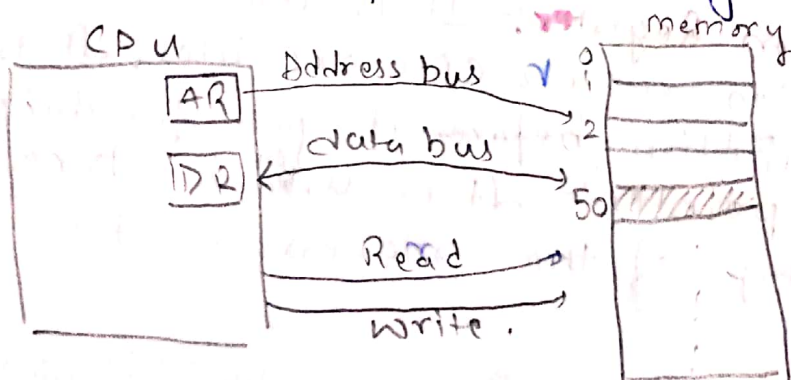 CPU
memory
AR
Address bus
0
1
2
DR
data bus
50
Read
write.